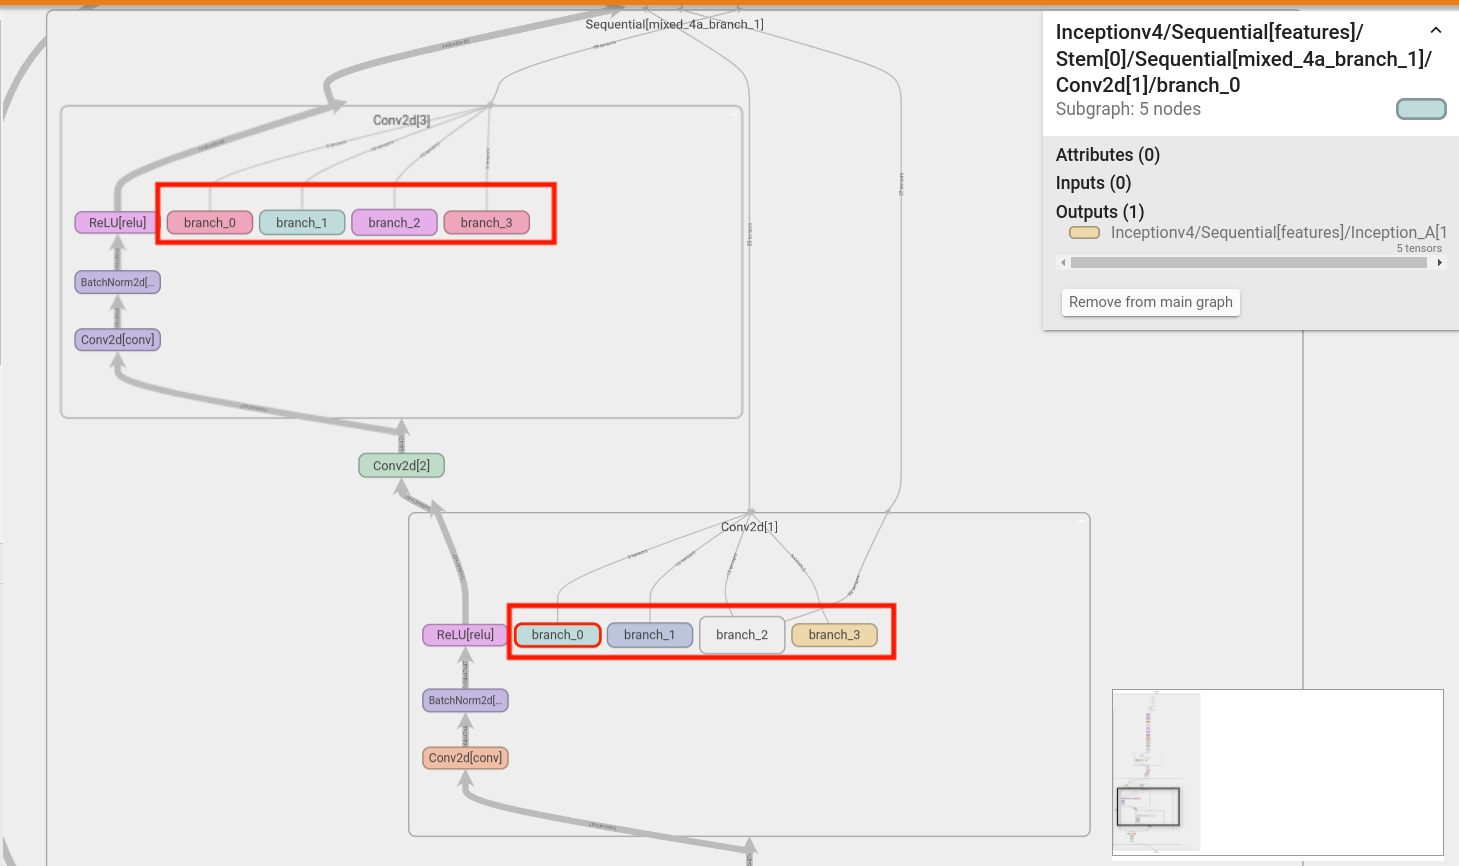 Sequential[mixed_4a_branch_1]
Inceptionv4/Sequential[features]/
Stem[0]/Sequential[mixed_4a_branch_1]/
Conv2d[1]/branch_0
Subgraph: 5 nodes
Attributes (0)
Inputs (0)
Outputs (1)
Inceptionv4/Sequential[features]/Inception_A[1
5 tensors
Remove from main graph
Conv2d[3]
ReLU[relu]
branch_0
branch_1
branch_2
branch_3
BatchNorm2d[...
Conv2d[conv]
Conv2d[2]
Conv2d[1]
ReLU[relu]
branch_0
branch_1
branch_2
branch_3
BatchNorm2d[...
Conv2d[conv]